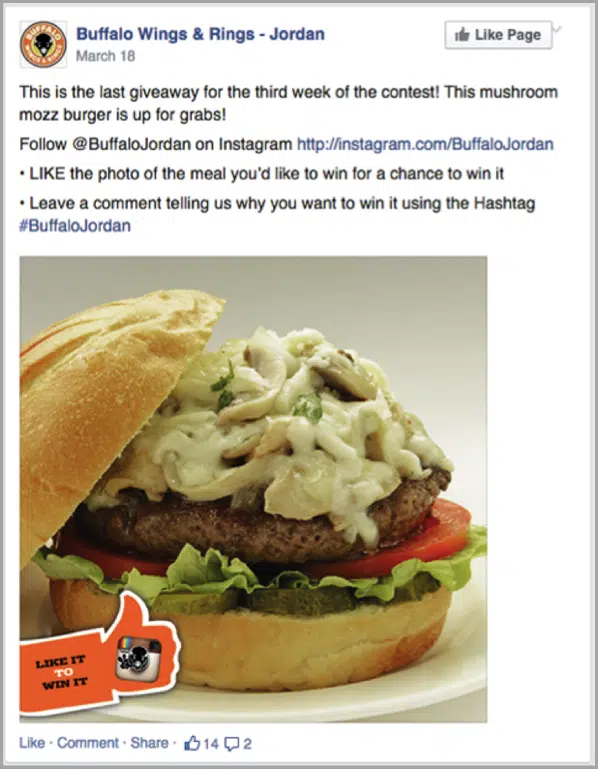 Buffalo Wings & Rings - Jordan
Like Page
March 18
This is the last giveaway for the third week of the contest! This mushroom
mozz burger is up for grabs!
Follow @BuffaloJordan on Instagram http://instagram.com/BuffaloJordan
• LIKE the photo of the meal you'd like to win for a chance to win it
• Leave a comment telling us why you want to win it using the Hashtag
#BuffaloJordan
LIKE IT
TO
WIN IT
Like · Comment · Share · 14 2